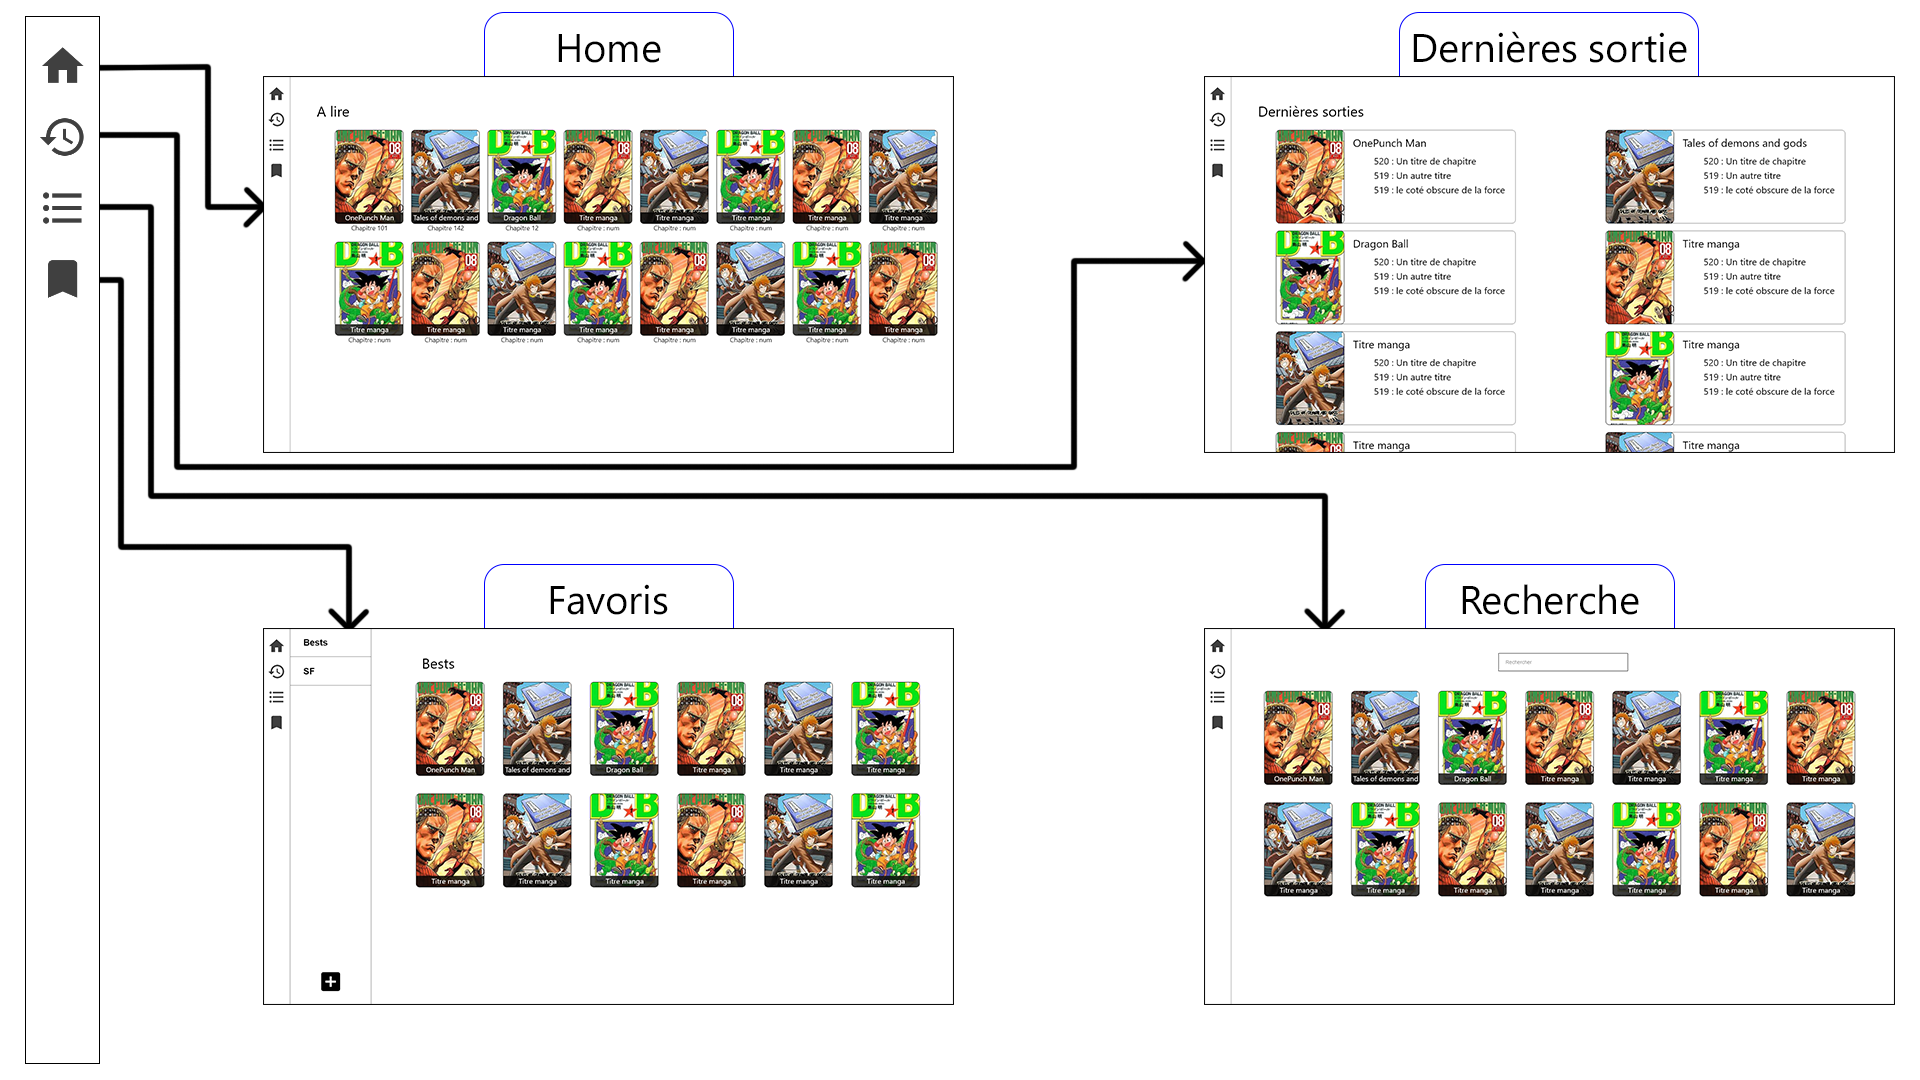 Home
A lire
OnePunch Man
Tales of demons and
Dragon Ball
Titre manga
Titre manga
Titre manga
Titre manga
Titre manga
Chapitre 101
Chapitre 142
Chapitre 12
Chapitre : num
Chapitre : num
Chapitre : num
Chapitre : num
Chapitre : num
Titre manga
Titre manga
Titre manga
Titre manga
Titre manga
Titre manga
Titre manga
Titre manga
Chapitre : num
Chapitre : num
Chapitre : num
Chapitre : num
Chapitre : num
Chapitre : num
Chapitre : num
Chapitre : num
Dernières sortie
Dernières sorties
OnePunch Man
520 : Un titre de chapitre
519 : Un autre titre
519 : le coté obscure de la force
Tales of demons and gods
520 : Un titre de chapitre
519 : Un autre titre
519 : le coté obscure de la force
Dragon Ball
520 : Un titre de chapitre
519 : Un autre titre
519 : le coté obscure de la force
Titre manga
520 : Un titre de chapitre
519 : Un autre titre
519 : le coté obscure de la force
Titre manga
520 : Un titre de chapitre
519 : Un autre titre
519 : le coté obscure de la force
Titre manga
520 : Un titre de chapitre
519 : Un autre titre
519 : le coté obscure de la force
Titre manga
Titre manga
Favoris
Bests
SF
Bests
OnePunch Man
Tales of demons and
Dragon Ball
Titre manga
Titre manga
Titre manga
Titre manga
Titre manga
Titre manga
Titre manga
Titre manga
Titre manga
Recherche
Rechercher
OnePunch Man
Tales of demons and
Dragon Ball
Titre manga
Titre manga
Titre manga
Titre manga
Titre manga
Titre manga
Titre manga
Titre manga
Titre manga
Titre manga
Titre manga